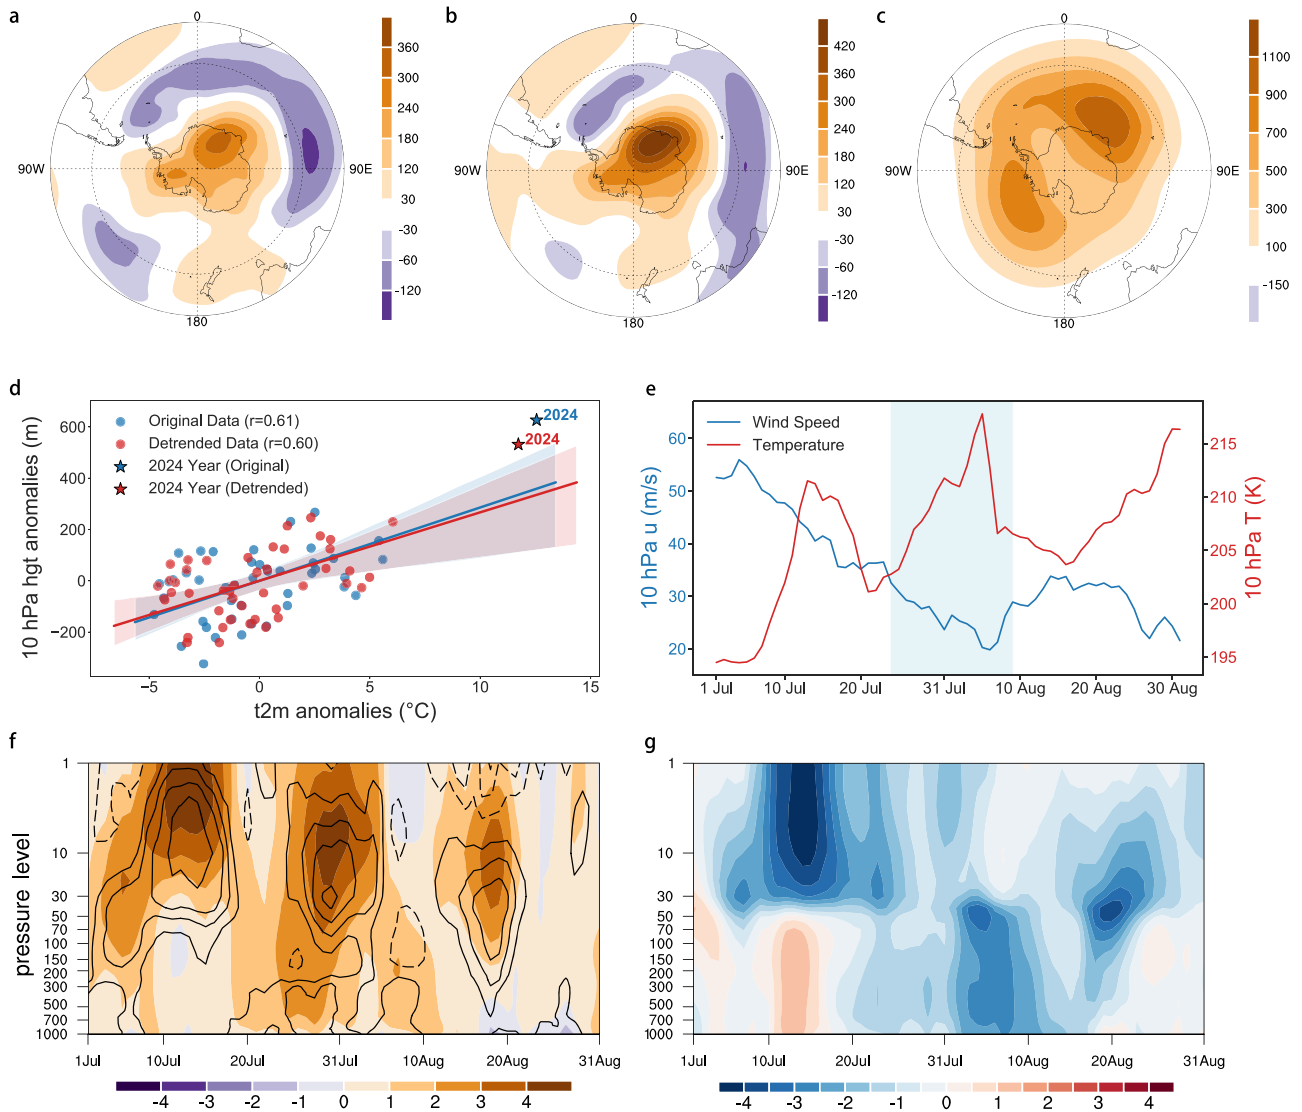 a
0
90W
90E
180
360
300
240
180
120
30
-30
-60
-120
b
0
90W
90E
180
420
360
300
240
180
120
30
-30
-60
-120
c
0
90W
90E
180
1100
900
700
500
300
100
-150
d
10 hPa hgt anomalies (m)
600
400
200
0
−200
Original Data (r=0.61)
Detrended Data (r=0.60)
2024 Year (Original)
2024 Year (Detrended)
2024
2024
−5
0
5
10
15
t2m anomalies (°C)
e
10 hPa u (m/s)
60
50
40
30
20
Wind Speed
Temperature
215
210
205
200
195
10 hPa T (K)
1 Jul
10 Jul
20 Jul
31 Jul
10 Aug
20 Aug
30 Aug
f
pressure level
1
10
30
50
70
100
150
200
300
500
700
1000
1Jul
10Jul
20Jul
31Jul
10Aug
20Aug
31Aug
-4
-3
-2
-1
0
1
2
3
4
g
1
10
30
50
70
100
150
200
300
500
700
1000
1Jul
10Jul
20Jul
31Jul
10Aug
20Aug
31Aug
-4
-3
-2
-1
0
1
2
3
4